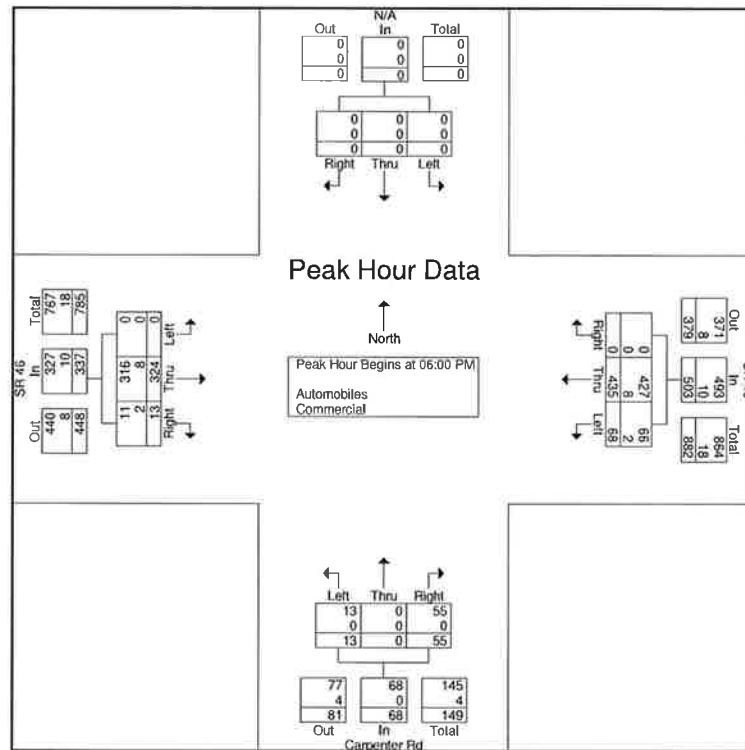 N/A
Out In Total
0 0 0
0 0 0
0 0 0
0 0 0
0 0 0
0 0 0
Right Thru Left
Peak Hour Data
North
Peak Hour Begins at 06:00 PM
Automobiles
Commercial
SR 46
Total
767 18 785
In
327 10 337
Out
440 8 448
Left
0 0 0
Thru
316 8 324
Right
11 2 13
Right
0 0 0
Thru
427 8 435
Left
66 2 68
Out
371 8 379
In
493 10 503
Total
864 18 882
Left Thru Right
13 0 55
0 0 0
13 0 55
77 68 145
4 0 4
81 68 149
Out In Total
Carpenter Rd